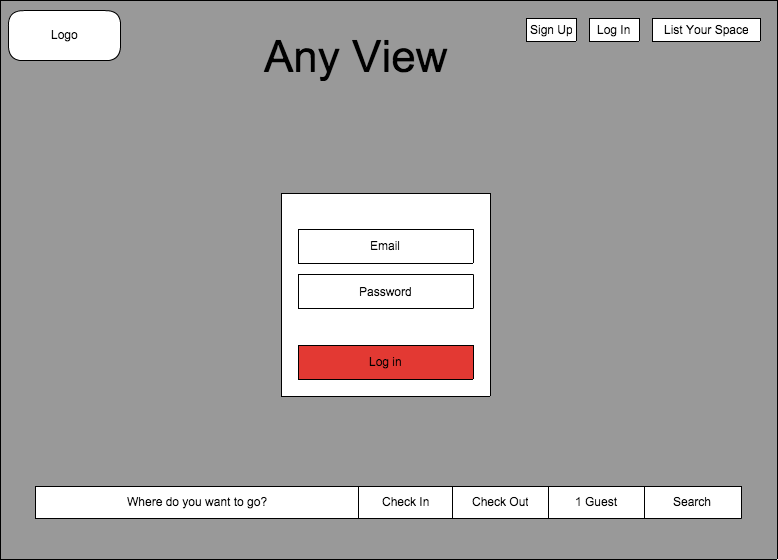 Logo
Any View
Sign Up
Log In
List Your Space
Email
Password
Log in
Where do you want to go?
Check In
Check Out
1 Guest
Search